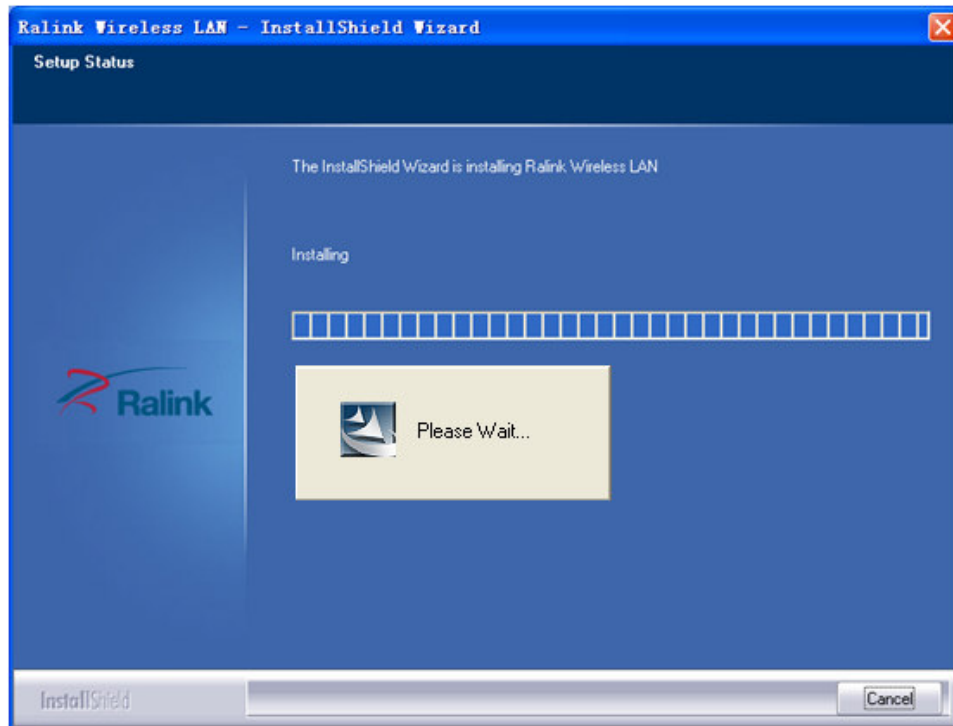 Ralink Wireless LAN - InstallShield Wizard
Setup Status
The InstallShield Wizard is installing Ralink Wireless LAN
Installing
Ralink
Please Wait...
InstallShield
Cancel